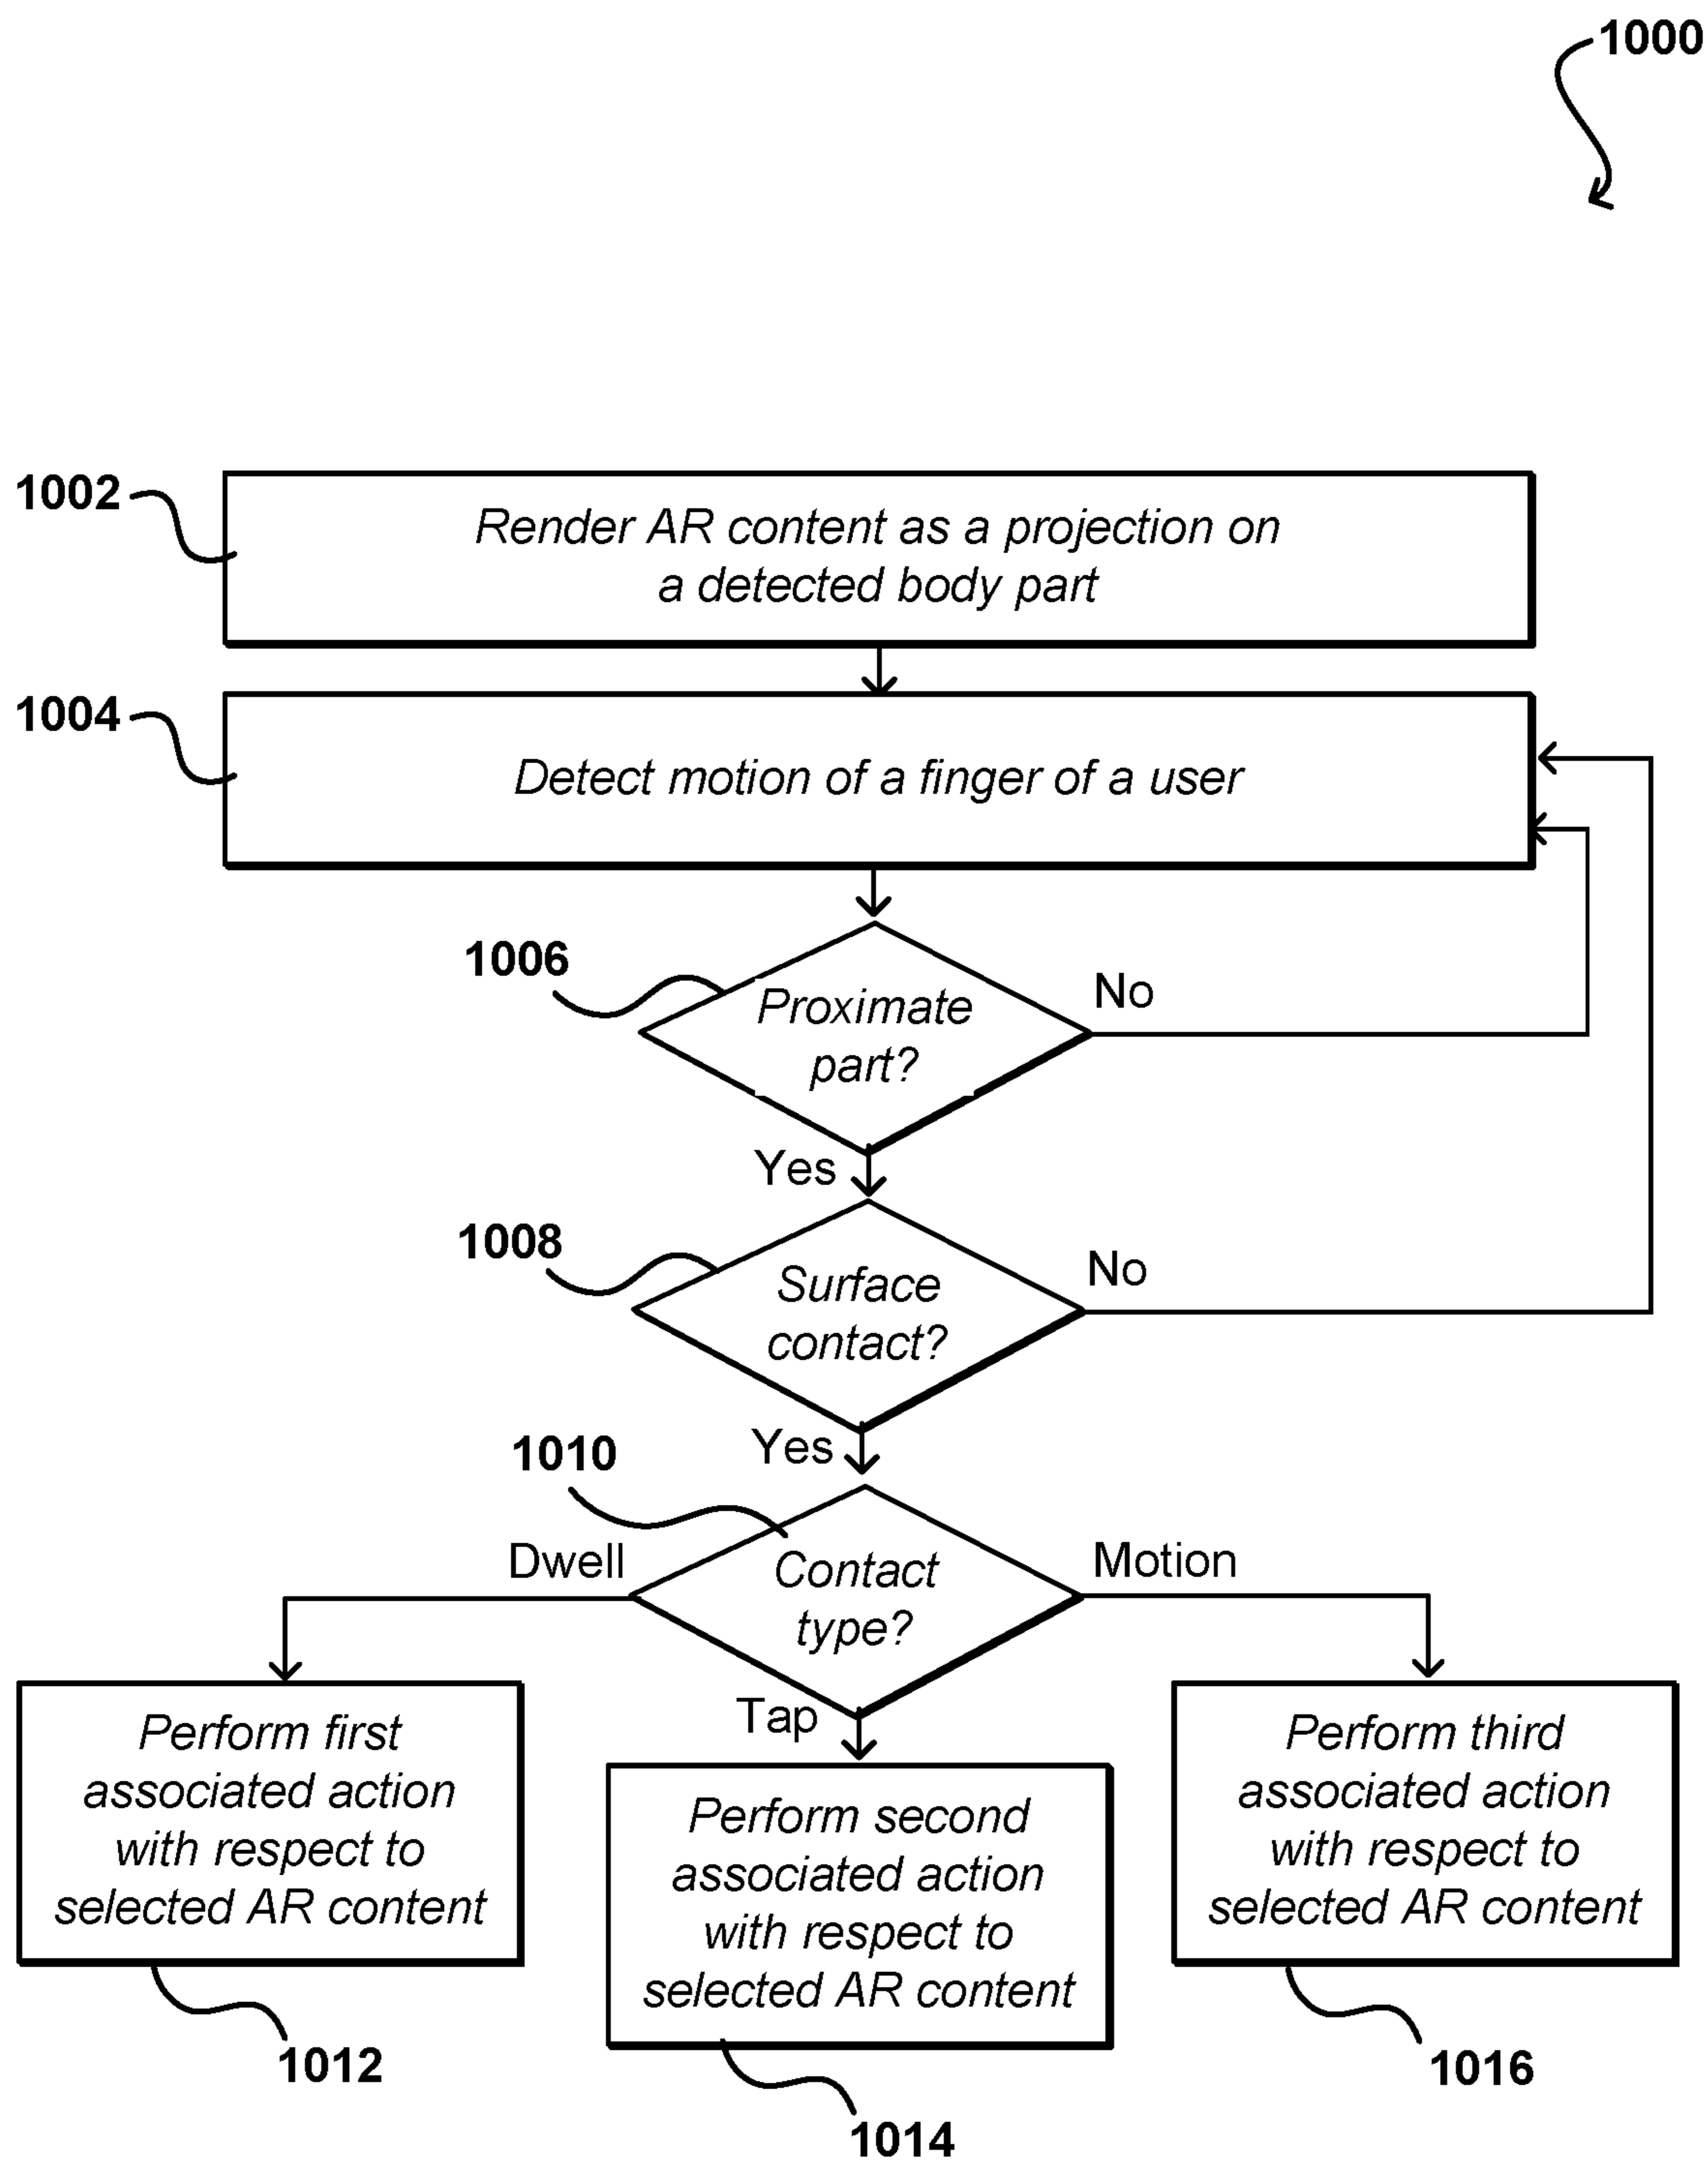 1000
1002
Render AR content as a projection on
a detected body part
1004
Detect motion of a finger of a user
1006
Proximate
part?
No
Yes
1008
Surface
contact?
No
Yes
1010
Contact
type?
Dwell
Motion
Tap
Perform first
associated action
with respect to
selected AR content
1012
Perform second
associated action
with respect to
selected AR content
1014
Perform third
associated action
with respect to
selected AR content
1016